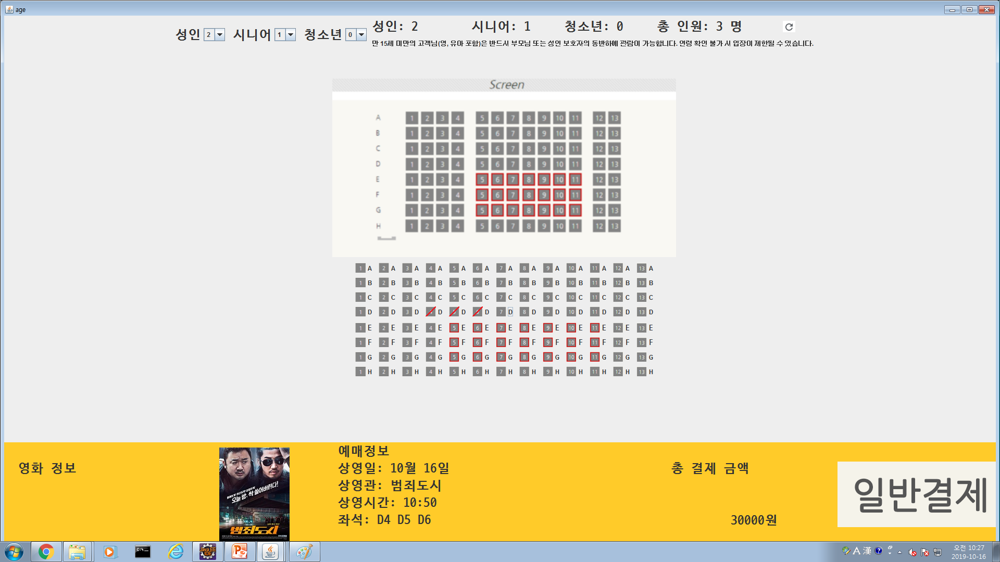 age
성인 2 시니어 1 청소년 0
성인: 2 시니어: 1 청소년: 0 총 인원: 3 명
만 15세 미만의 고객님(영, 유아 포함)은 반드시 부모님 또는 성인 보호자의 동반하에 관람이 가능합니다. 연령 확인 불가 시 입장이 제한될 수 있습니다.
Screen
A 1 2 3 4 5 6 7 8 9 10 11 12 13
B 1 2 3 4 5 6 7 8 9 10 11 12 13
C 1 2 3 4 5 6 7 8 9 10 11 12 13
D 1 2 3 4 5 6 7 8 9 10 11 12 13
E 1 2 3 4 5 6 7 8 9 10 11 12 13
F 1 2 3 4 5 6 7 8 9 10 11 12 13
G 1 2 3 4 5 6 7 8 9 10 11 12 13
H 1 2 3 4 5 6 7 8 9 10 11 12 13
1 A 2 A 3 A 4 A 5 A 6 A 7 A 8 A 9 A 10 A 11 A 12 A 13 A
1 B 2 B 3 B 4 B 5 B 6 B 7 B 8 B 9 B 10 B 11 B 12 B 13 B
1 C 2 C 3 C 4 C 5 C 6 C 7 C 8 C 9 C 10 C 11 C 12 C 13 C
1 D 2 D 3 D D D D 7 D 8 D 9 D 10 D 11 D 12 D 13 D
1 E 2 E 3 E 4 E 5 E 6 E 7 E 8 E 9 E 10 E 11 E 12 E 13 E
1 F 2 F 3 F 4 F 5 F 6 F 7 F 8 F 9 F 10 F 11 F 12 F 13 F
1 G 2 G 3 G 4 G 5 G 6 G 7 G 8 G 9 G 10 G 11 G 12 G 13 G
1 H 2 H 3 H 4 H 5 H 6 H 7 H 8 H 9 H 10 H 11 H 12 H 13 H
영화 정보
오늘 밤, 싹 쓸어버린다!
범죄도시
예매정보
상영일: 10월 16일
상영관: 범죄도시
상영시간: 10:50
좌석: D4 D5 D6
총 결제 금액
30000원
일반결제
Java EE
IDE
A 漢
오전 10:27
2019-10-16